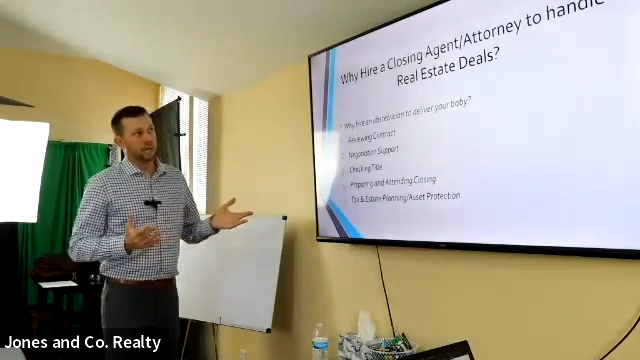 Why Hire a Closing Agent/Attorney to handle
Real Estate Deals?
Why hire an obstetrician to deliver your baby?
Reviewing Contract
Negotiation Support
Checking Title
Preparing and Attending Closing
Tax & Estate Planning/Asset Protection
Jones and Co. Realty